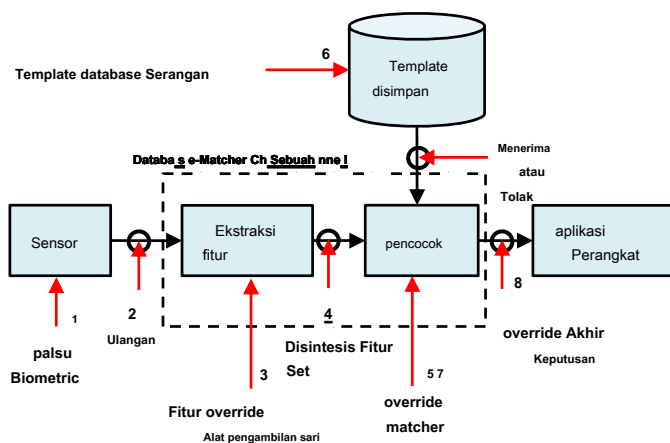 6
Template database Serangan
Template
disimpan
Databa s e-Matcher Ch Sebuah nne l
Menerima
atau
Tolak
Sensor
Ekstraksi
fitur
pencocok
aplikasi
Perangkat
1
2
4
8
palsu
Biometric
Ulangan
3
Disintesis Fitur
Set
5 7
override Akhir
Keputusan
Fitur override
Alat pengambilan sari
override
matcher